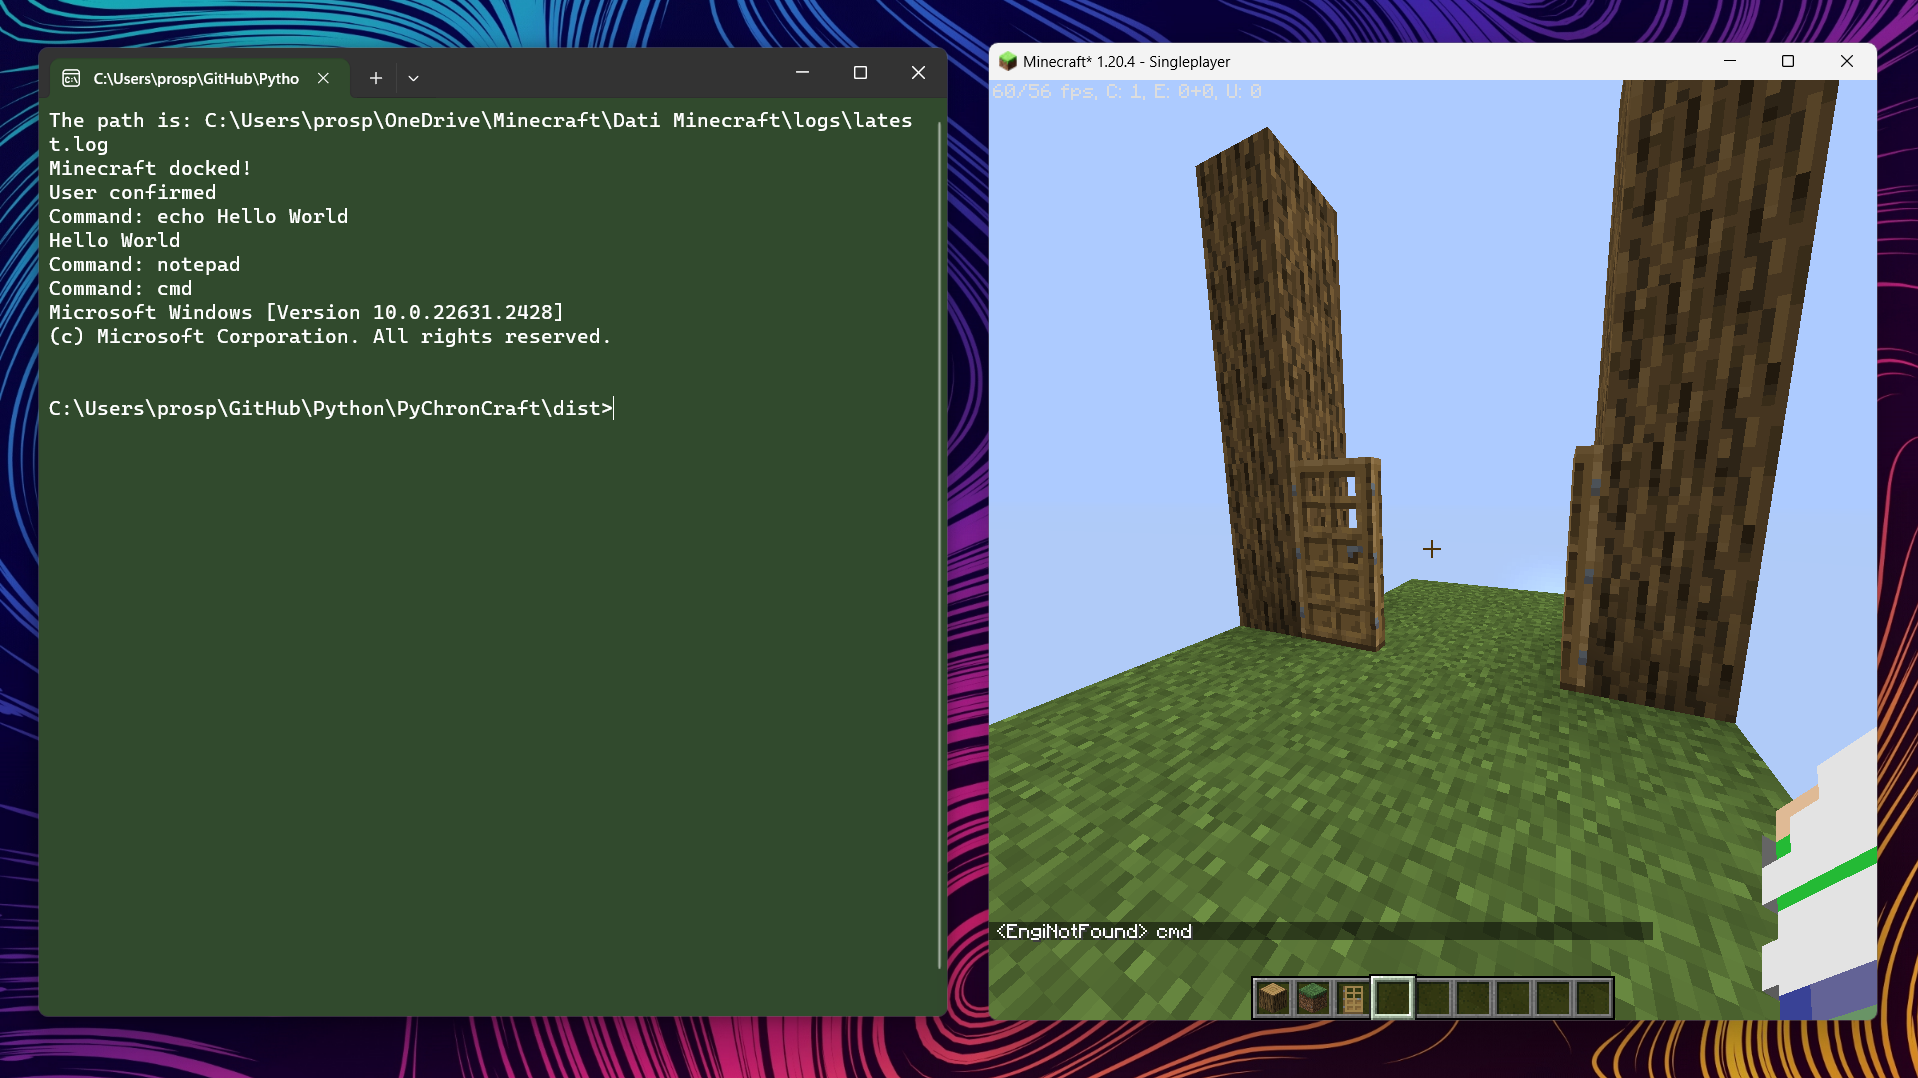 C:\Users\prosp\GitHub\Pytho
The path is: C:\Users\prosp\OneDrive\Minecraft\Dati Minecraft\logs\lates
t.log
Minecraft docked!
User confirmed
Command: echo Hello World
Hello World
Command: notepad
Command: cmd
Microsoft Windows [Version 10.0.22631.2428]
(c) Microsoft Corporation. All rights reserved.
C:\Users\prosp\GitHub\Python\PyChronCraft\dist>
Minecraft* 1.20.4 - Singleplayer
60/56 fps, C: 1, E: 0+0, U: 0
<EngiNotFound> cmd